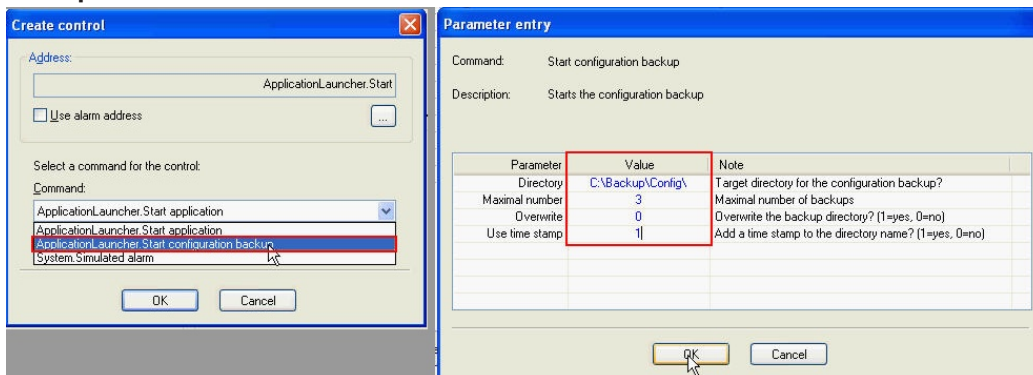 Create control
Address:
ApplicationLauncher.Start
Use alarm address
...
Select a command for the control:
Command:
ApplicationLauncher.Start application
ApplicationLauncher.Start application
ApplicationLauncher.Start configuration backup
System.Simulated alarm
OK Cancel
Parameter entry
Command: Start configuration backup
Description: Starts the configuration backup
Parameter Value Note
Directory C:\Backup\Config\ Target directory for the configuration backup?
Maximal number 3 Maximal number of backups
Overwrite 0 Overwrite the backup directory? (1=yes, 0=no)
Use time stamp 1 Add a time stamp to the directory name? (1=yes, 0=no)
OK Cancel